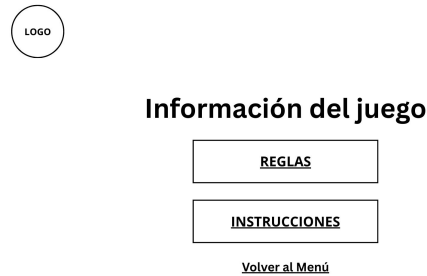 LOGO
Información del juego
REGLAS
INSTRUCCIONES
Volver al Menú